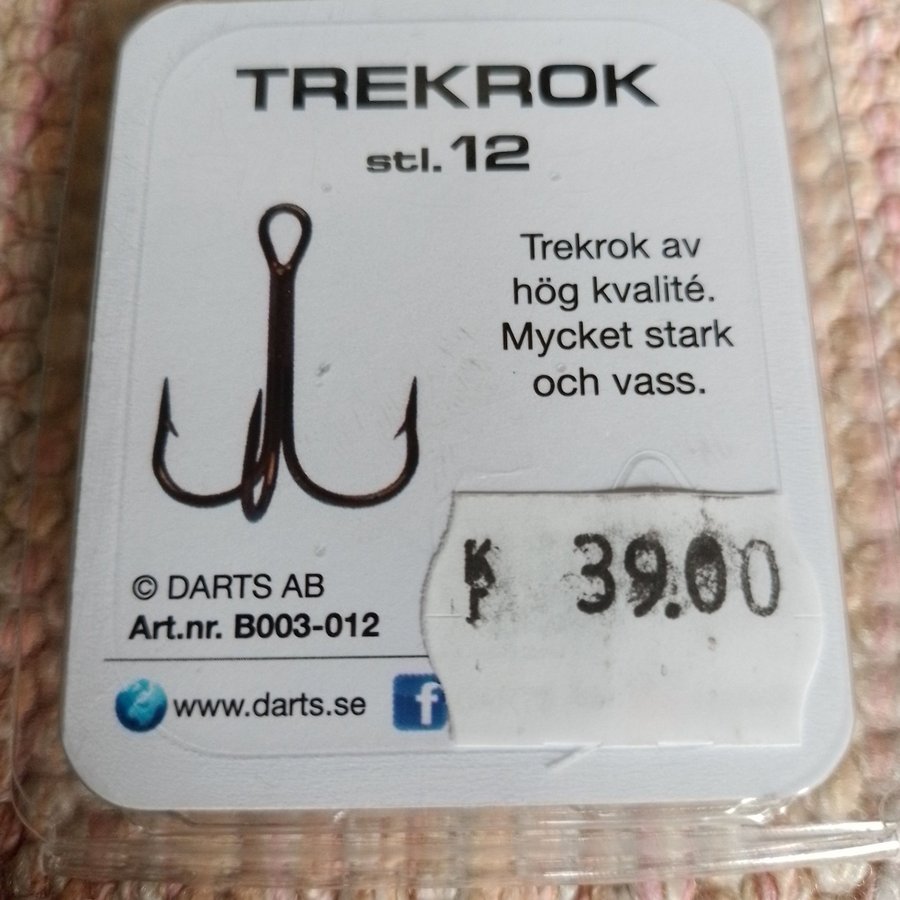 TREKROK
stl. 12
Trekrok av
hög kvalité.
Mycket stark
och vass.
© DARTS AB
Art.nr. B003-012
www.darts.se
f
Kr 39.00